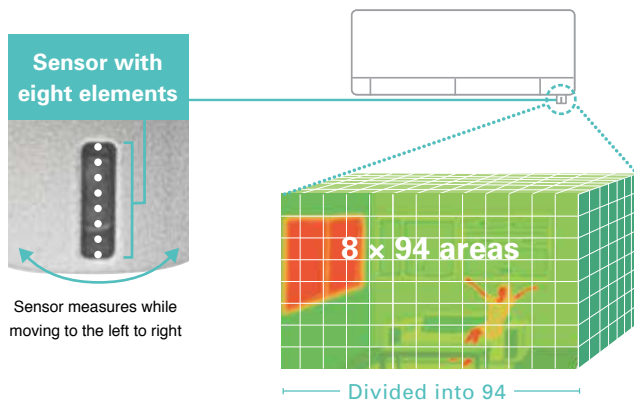 Sensor with
eight elements
8 × 94 areas
Sensor measures while
moving to the left to right
Divided into 94